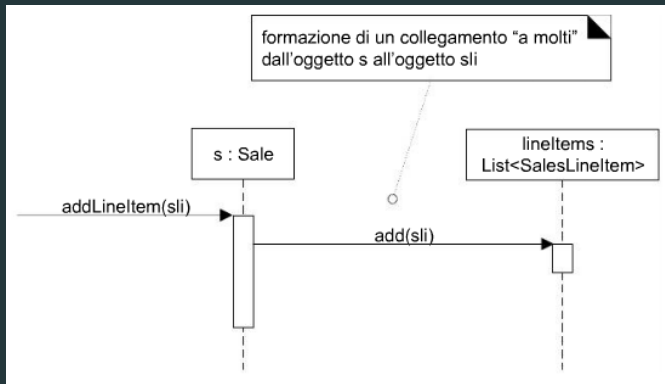 formazione di un collegamento “a molti”
dall'oggetto s all'oggetto sli
s : Sale
lineItems :
List<SalesLineItem>
addLineItem(sli)
add(sli)